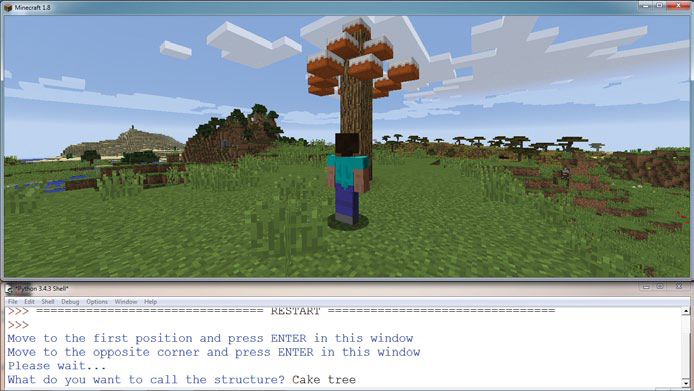 Minecraft 1.8
*Python 3.4.3 Shell*
File Edit Shell Debug Options Window Help
>>> ================================ RESTART ================================
>>>
Move to the first position and press ENTER in this window
Move to the opposite corner and press ENTER in this window
Please wait...
What do you want to call the structure? Cake tree